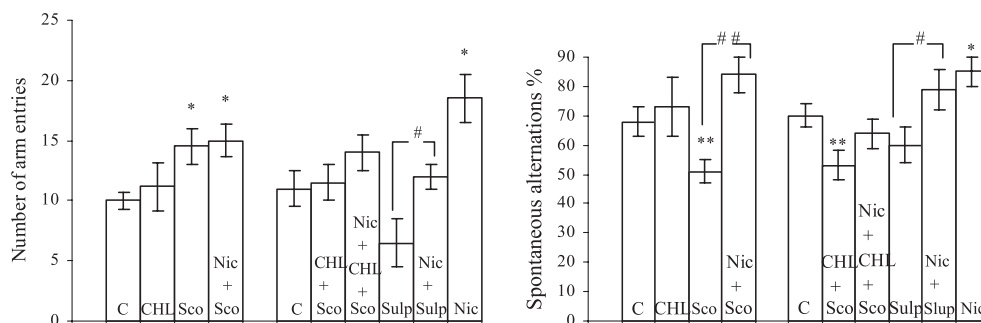 Number of arm entries
25
20
15
10
5
0
*
*
#
*
C
CHL
Sco
Nic
+
Sco
C
CHL
+
Sco
Nic
+
CHL
+
Sco
Sulp
Nic
+
Sulp
Nic
Spontaneous alternations %
90
80
70
60
50
40
30
20
10
0
**
# #
**
#
*
C
CHL
Sco
Nic
+
Sco
C
CHL
+
Sco
Nic
+
CHL
+
Sco
Sulp
Nic
+
Slup
Nic